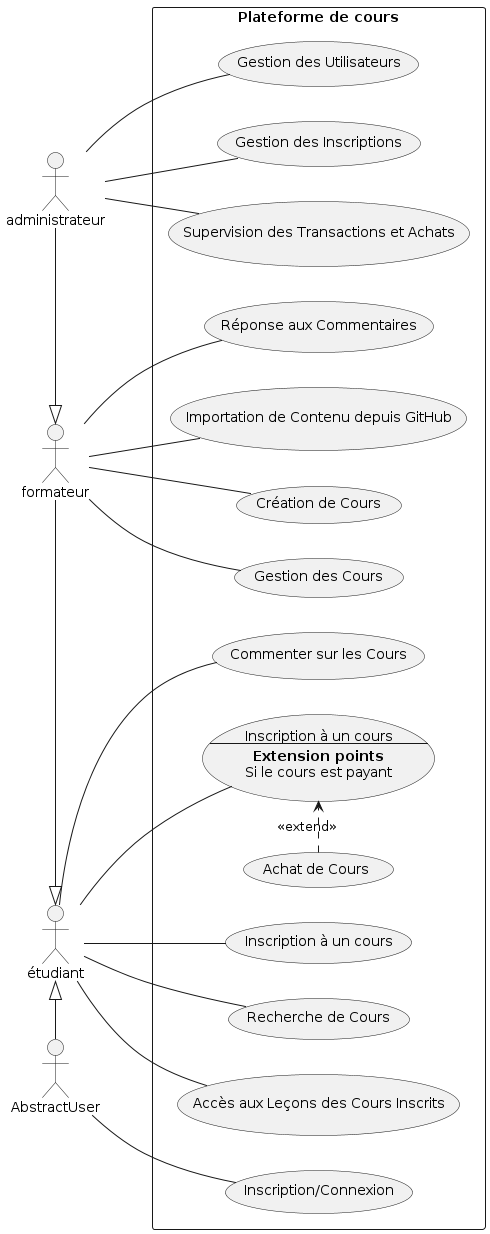 Plateforme de cours
Gestion des Utilisateurs
Gestion des Inscriptions
administrateur
Supervision des Transactions et Achats
Réponse aux Commentaires
Importation de Contenu depuis GitHub
formateur
Création de Cours
Gestion des Cours
Commenter sur les Cours
Inscription à un cours
Extension points
Si le cours est payant
«extend»
Achat de Cours
Inscription à un cours
étudiant
Recherche de Cours
Accès aux Leçons des Cours Inscrits
AbstractUser
Inscription/Connexion